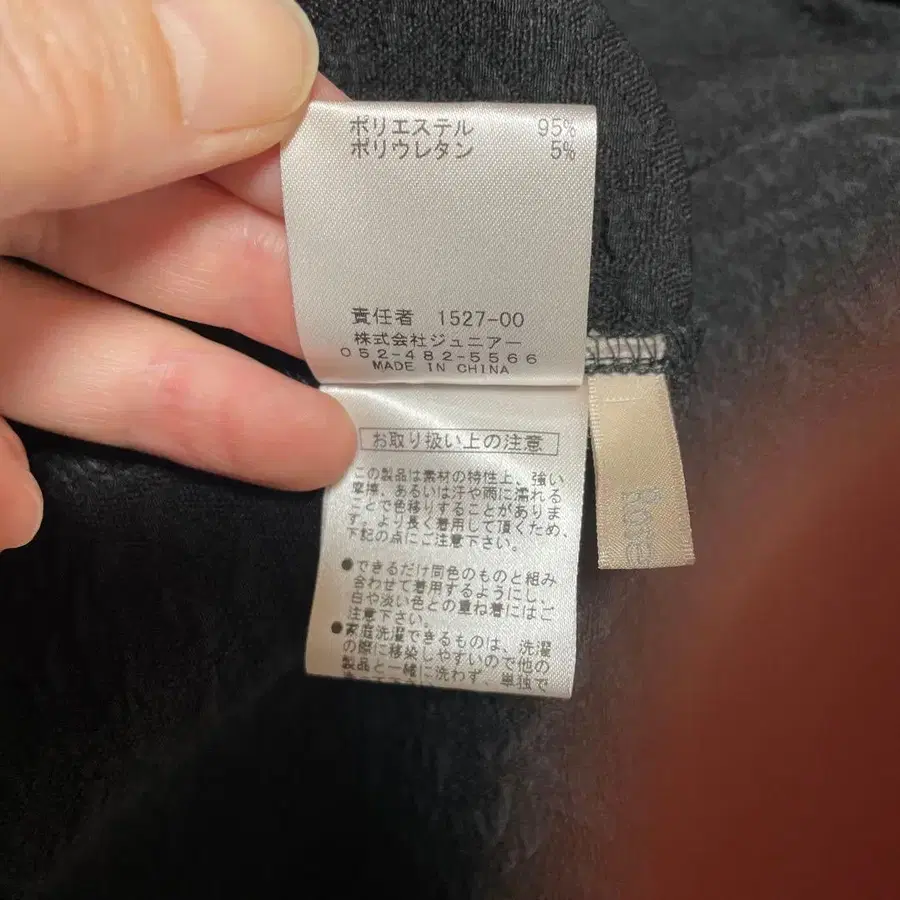 ポリエステル 95%
ポリウレタン 5%
責任者 1527-00
株式会社ジュニアー
052-482-5566
MADE IN CHINA
お取り扱い上の注意
この製品は素材の特性上、強い
摩擦、あるいは汗や雨に濡れる
ことで色移りすることがありま
す。より長く着用して頂くため、
下記の点にご注意下さい。
●できるだけ同色のものと組み
合わせて着用するようにし、
白や淡い色との重ね着にはご
注意下さい。
●家庭洗濯できるものは、洗濯
の際に移染しやすいので他の
製品と一緒に洗わず、単独で